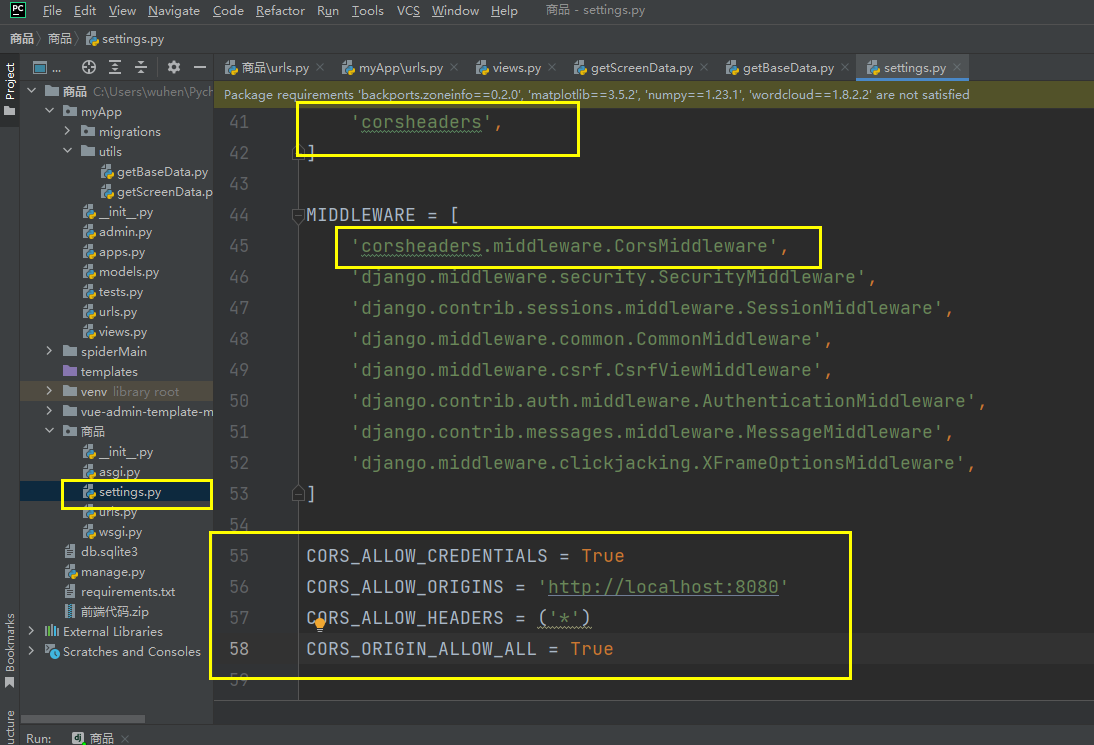 PC File Edit View Navigate Code Refactor Run Tools VCS Window Help 商品 - settings.py
商品 商品 settings.py
Project
... 商品\urls.py myApp\urls.py views.py getScreenData.py getBaseData.py settings.py
Package requirements 'backports.zoneinfo==0.2.0', 'matplotlib==3.5.2', 'numpy==1.23.1', 'wordcloud==1.8.2.2' are not satisfied
商品 C:\Users\wuhen\Pych
myApp
migrations
utils
getBaseData.py
getScreenData.p
__init__.py
admin.py
apps.py
models.py
tests.py
urls.py
views.py
spiderMain
templates
venv library root
vue-admin-template-m
商品
__init__.py
asgi.py
settings.py
urls.py
wsgi.py
db.sqlite3
manage.py
requirements.txt
前端代码.zip
External Libraries
Scratches and Consoles
41 'corsheaders',
42 ]
43
44 MIDDLEWARE = [
45 'corsheaders.middleware.CorsMiddleware',
46 'django.middleware.security.SecurityMiddleware',
47 'django.contrib.sessions.middleware.SessionMiddleware',
48 'django.middleware.common.CommonMiddleware',
49 'django.middleware.csrf.CsrfViewMiddleware',
50 'django.contrib.auth.middleware.AuthenticationMiddleware',
51 'django.contrib.messages.middleware.MessageMiddleware',
52 'django.middleware.clickjacking.XFrameOptionsMiddleware',
53 ]
54
55 CORS_ALLOW_CREDENTIALS = True
56 CORS_ALLOW_ORIGINS = 'http://localhost:8080'
57 CORS_ALLOW_HEADERS = ('*')
58 CORS_ORIGIN_ALLOW_ALL = True
59
Bookmarks
ucture
Run: dj 商品